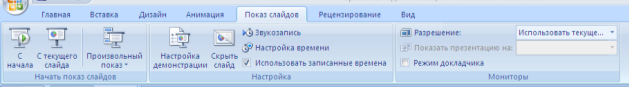 Главная Вставка Дизайн Анимация Показ слайдов Рецензирование Вид
С начала
С текущего слайда
Произвольный показ
Начать показ слайдов
Настройка демонстрации
Скрыть слайд
Звукозапись
Настройка времени
Использовать записанные времена
Настройка
Разрешение: Использовать текуще...
Показать презентацию на:
Режим докладчика
Мониторы